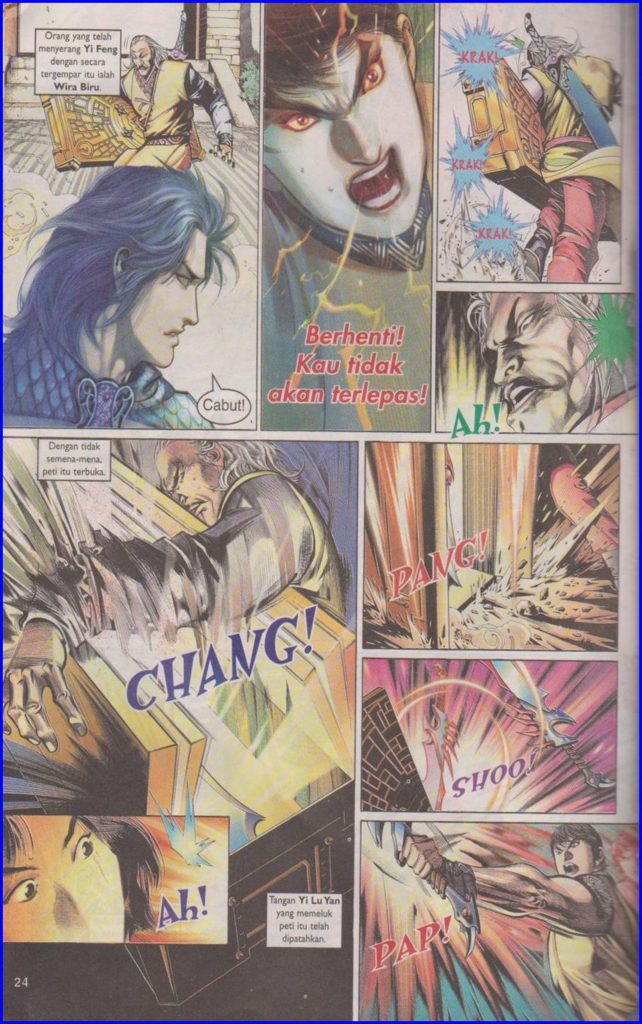 Orang yang telah
menyerang Yi Feng
dengan secara
tergempar itu ialah
Wira Biru.
Cabut!
Berhenti!
Kau tidak
akan terlepas!
KRAK!
KRAK!
KRAK!
Ah!
Dengan tidak
semena-mena,
peti itu terbuka.
CHANG!
Ah!
Tangan Yi Lu Yan
yang memeluk
peti itu telah
dipatahkan.
PANG!
SHOO!
PAP!
24